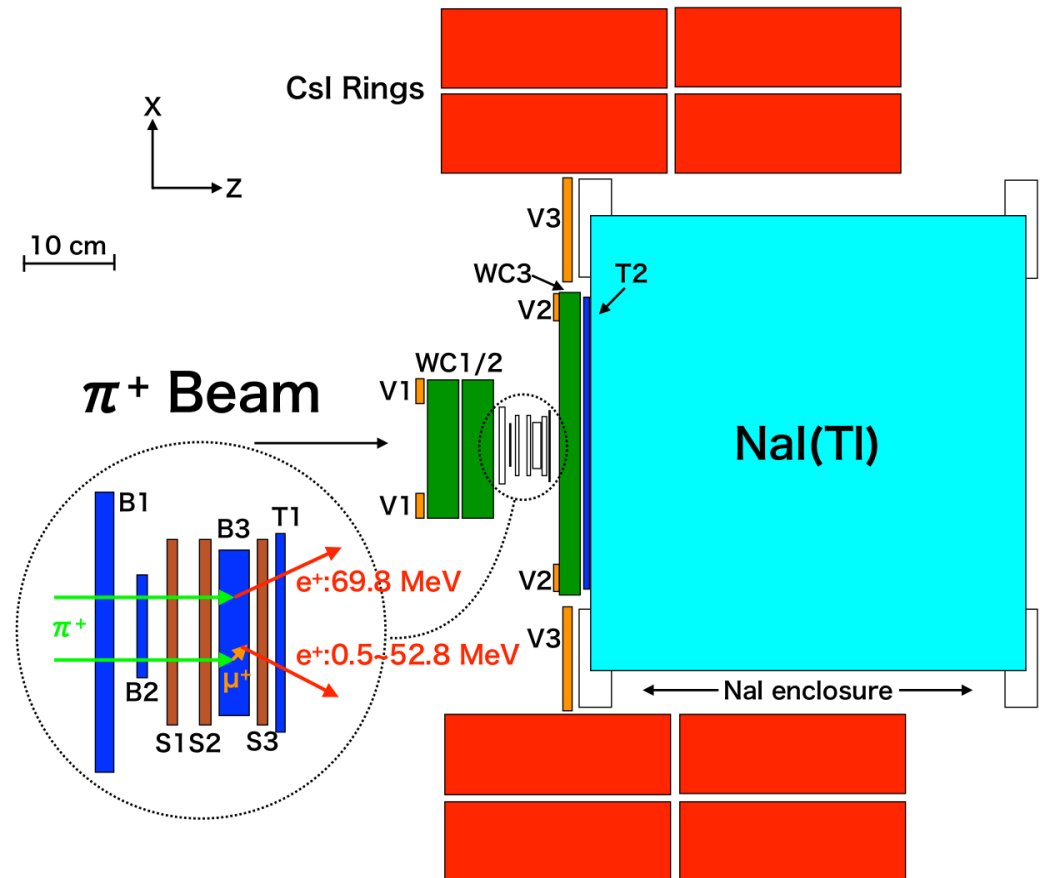 CsI Rings
X
Z
10 cm
V3
WC3
T2
V2
WC1/2
V1
π⁺ Beam
NaI(Tl)
V1
B1
T1
B3
e⁺:69.8 MeV
π⁺
V2
V3
e⁺:0.5~52.8 MeV
μ⁺
B2
NaI enclosure
S1 S2
S3